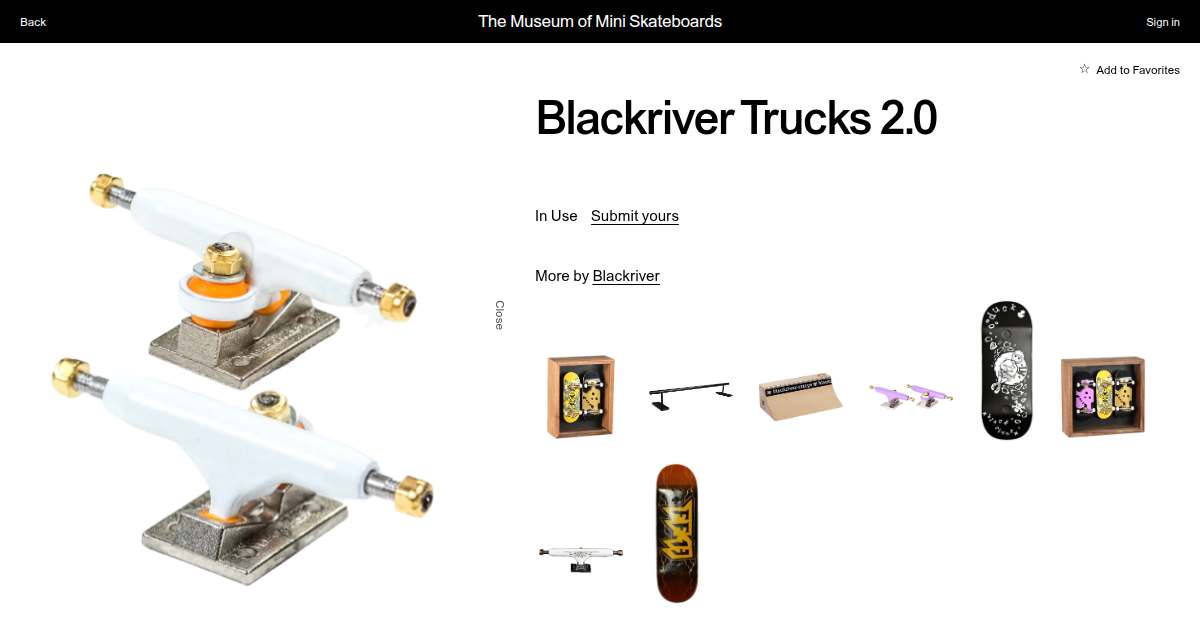 Back
The Museum of Mini Skateboards
Sign in
☆ Add to Favorites
Blackriver Trucks 2.0
In Use Submit yours
More by Blackriver
Close